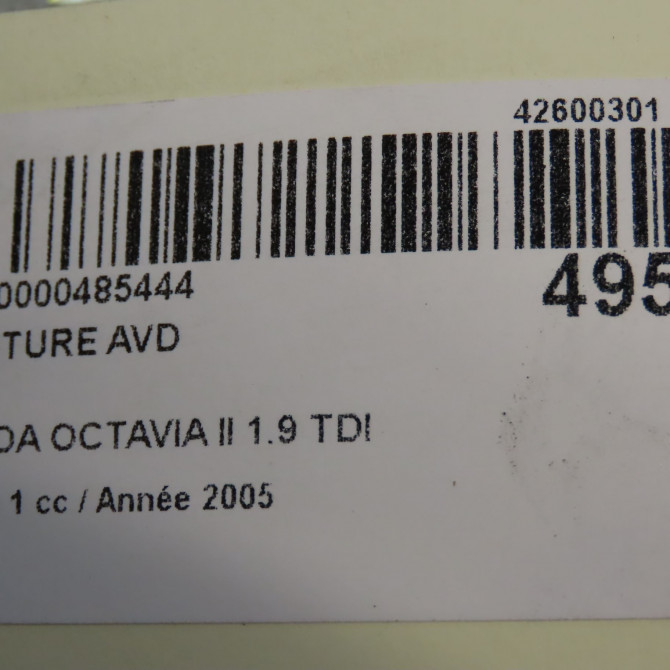 42600301
0000485444
495
TURE AVD
DA OCTAVIA II 1.9 TDI
1 cc / Année 2005